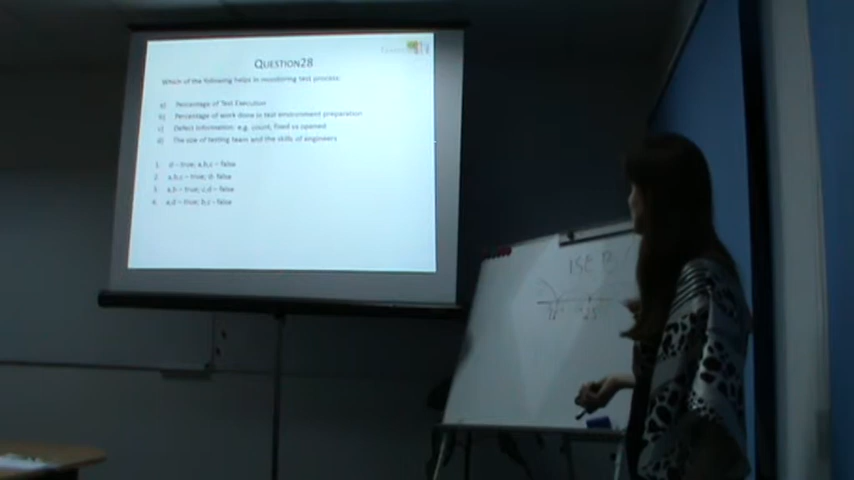 QUESTION28
Which of the following helps in monitoring test process:
a) Percentage of Test Execution
b) Percentage of work done in test environment preparation
c) Defect information: e.g. count, fixed vs opened
d) The size of testing team and the skills of engineers
1. d – true; a,b,c – false
2. a,b,c – true; d- false
3. a,b – true; c,d – false
4. a,d – true; b,c - false
25